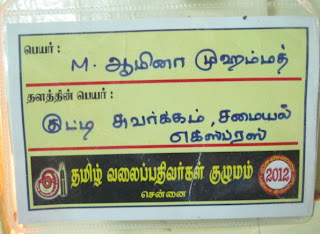 பெயர் :
M. ஆமினா முஹம்மத்
தளத்தின் பெயர் :
குட்டி சுவர்க்கம் , சமையல்
எக்ஸ்பிரஸ்
தமிழ் வலைப்பதிவர்கள் குழுமம்
சென்னை
2012